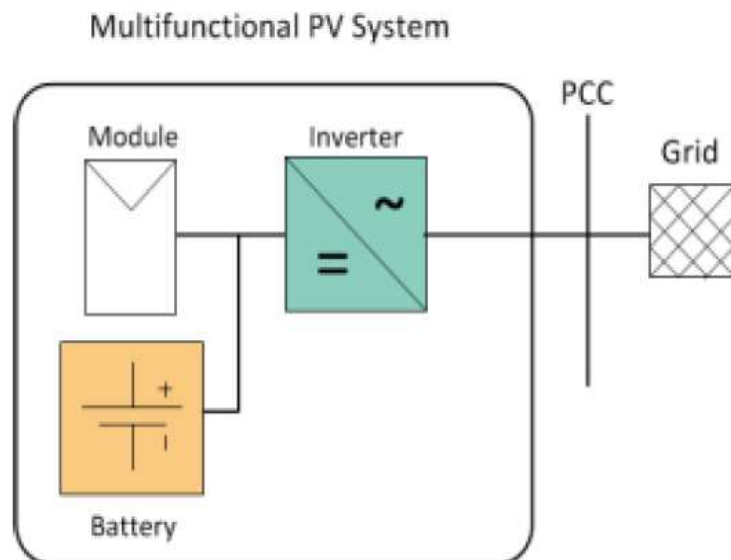 Multifunctional PV System
PCC
Module
Inverter
Grid
~
=
+
-
Battery